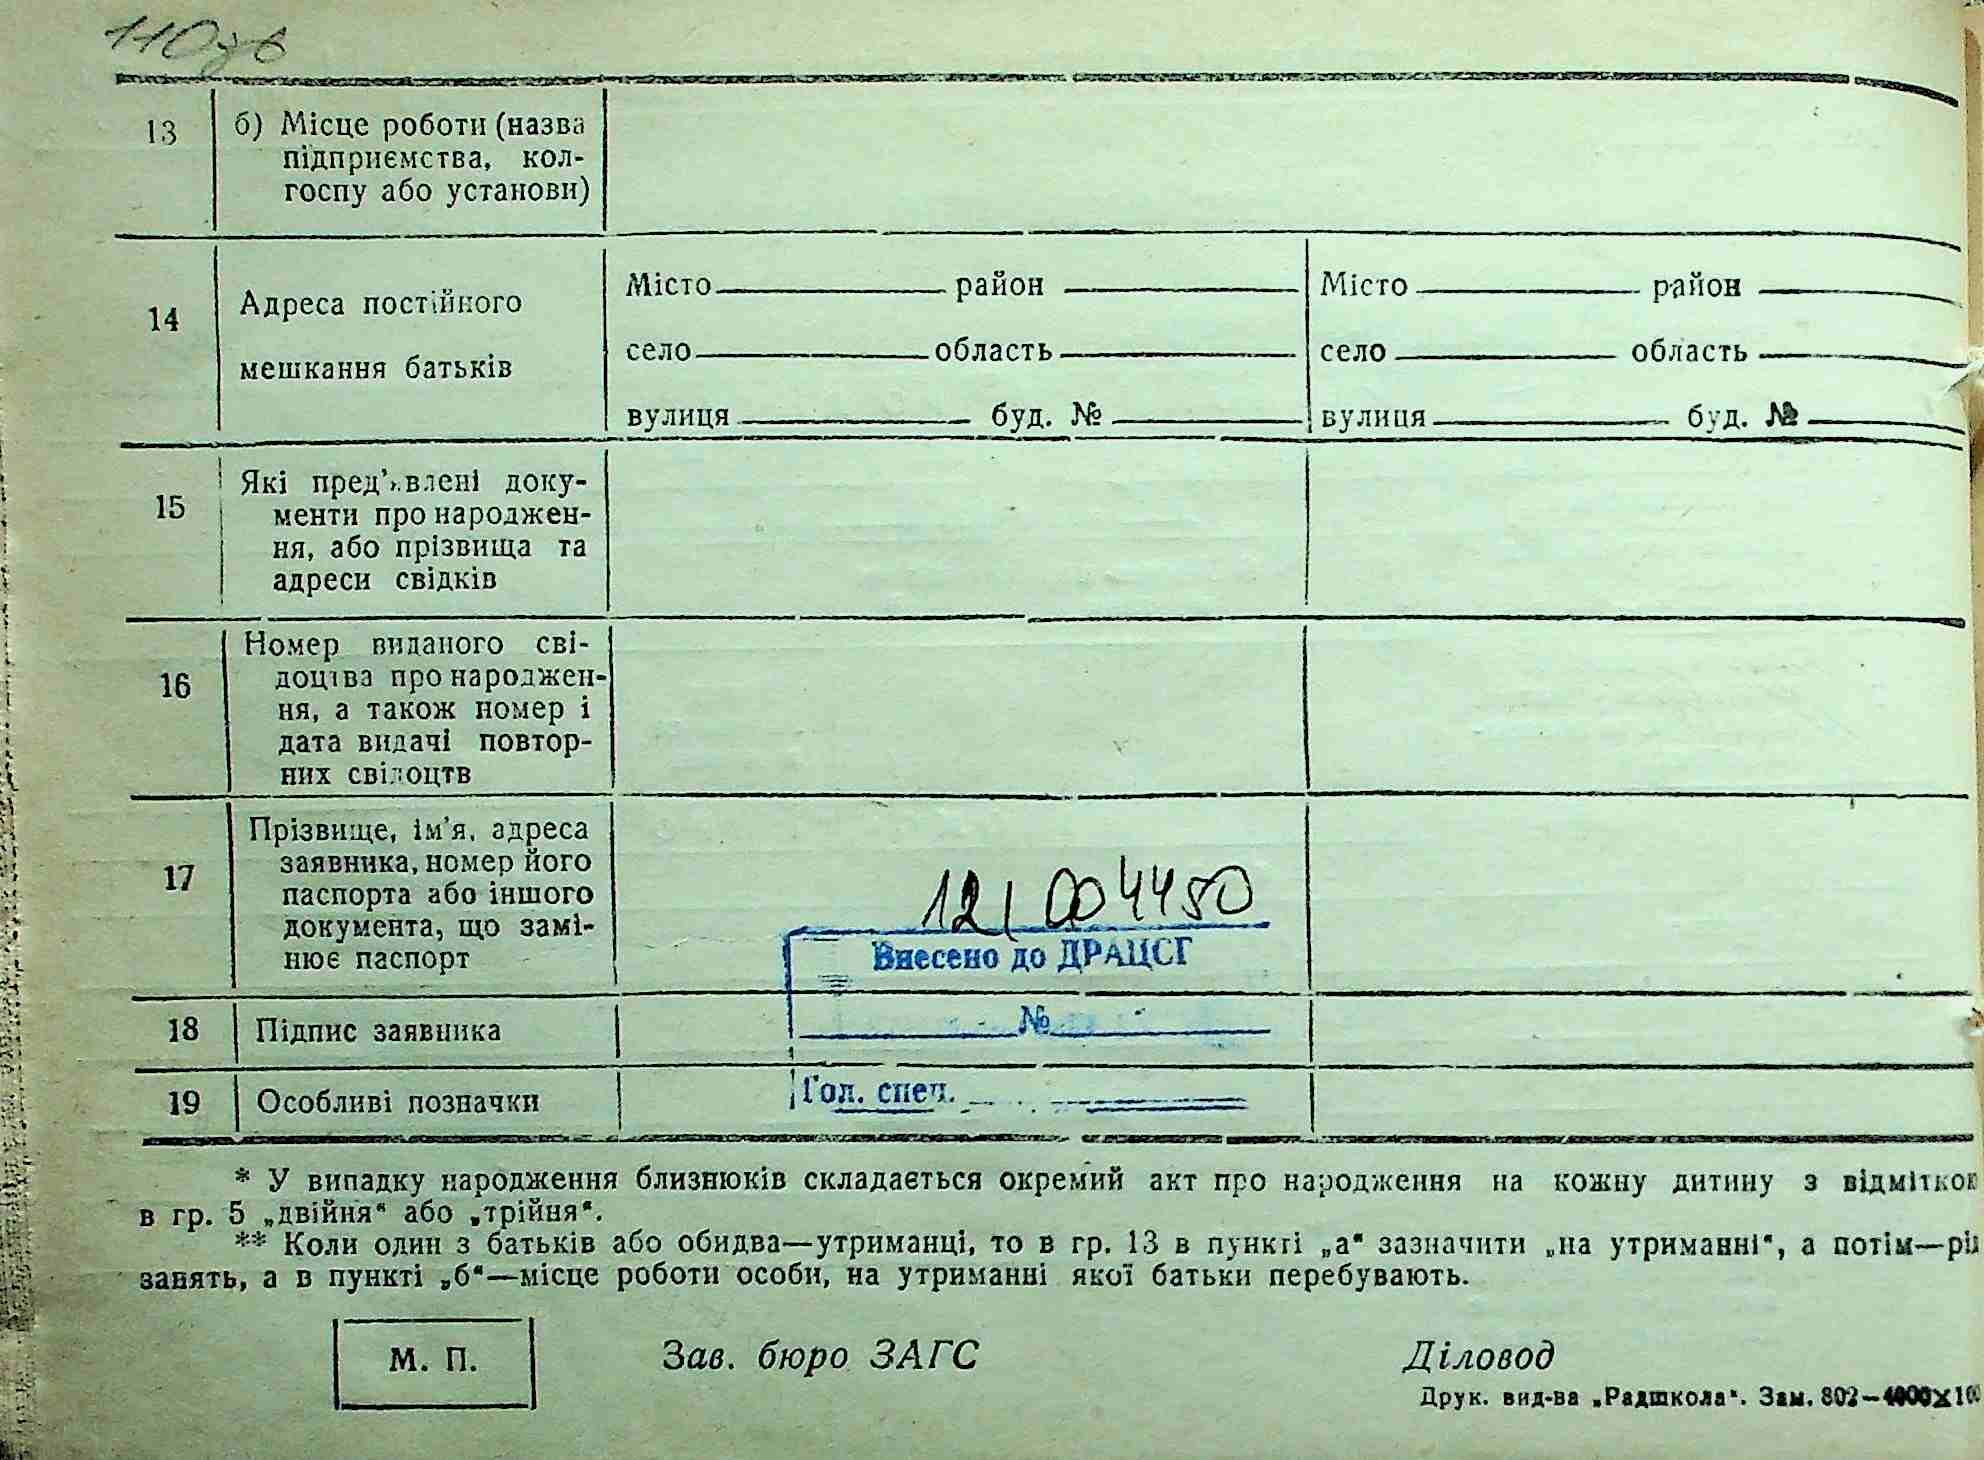 110зв
13
б) Місце роботи (назва
підприємства, кол-
госпу або установи)
14
Адреса постійного
мешкання батьків
Місто район
село область
вулиця буд. №
Місто район
село область
вулиця буд. №
15
Які пред'явлені доку-
менти про народжен-
ня, або прізвища та
адреси свідків
16
Номер виданого сві-
доцтва про народжен-
ня, а також номер і
дата видачі повтор-
них свідоцтв
17
Прізвище, ім'я, адреса
заявника, номер його
паспорта або іншого
документа, що замі-
нює паспорт
121004450
Внесено до ДРАЦСГ
№
18
Підпис заявника
19
Особливі позначки
Гол. спец.
* У випадку народження близнюків складається окремий акт про народження на кожну дитину з відміткою
в гр. 5 „двійня“ або „трійня“.
** Коли один з батьків або обидва—утриманці, то в гр. 13 в пункті „а“ зазначити „на утриманні“, а потім—рід
занять, а в пункті „б“—місце роботи особи, на утриманні якої батьки перебувають.
М. П.
Зав. бюро ЗАГС
Діловод
Друк. вид-ва „Радшкола“. Зам. 802—4000×100